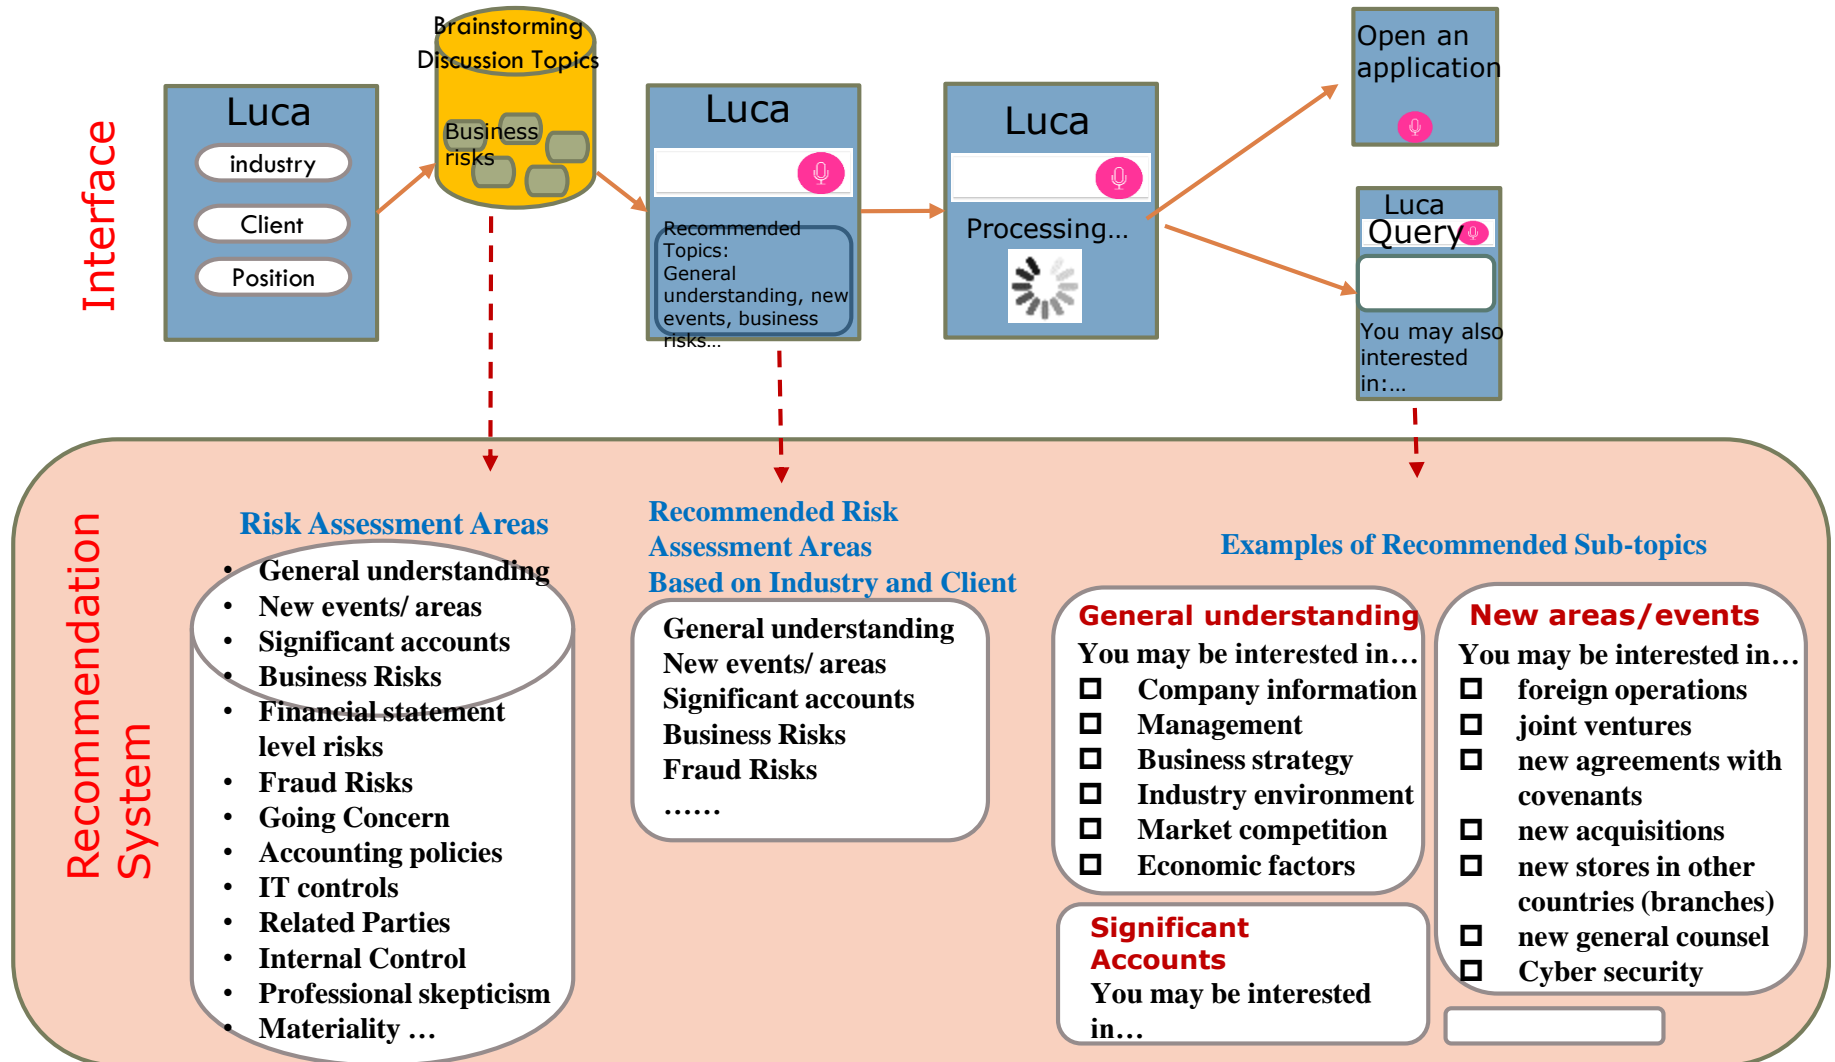 Interface
Luca
industry
Client
Position
Brainstorming
Discussion Topics
Business
risks
Luca
Recommended
Topics:
General
understanding, new
events, business
risks…
Luca
Processing…
Open an
application
Luca
Query
You may also
interested
in:…
Recommendation
System
Risk Assessment Areas
• General understanding
• New events/ areas
• Significant accounts
• Business Risks
• Financial statement
level risks
• Fraud Risks
• Going Concern
• Accounting policies
• IT controls
• Related Parties
• Internal Control
• Professional skepticism
• Materiality …
Recommended Risk
Assessment Areas
Based on Industry and Client
General understanding
New events/ areas
Significant accounts
Business Risks
Fraud Risks
……
Examples of Recommended Sub-topics
General understanding
You may be interested in…
Company information
Management
Business strategy
Industry environment
Market competition
Economic factors
Significant
Accounts
You may be interested
in…
New areas/events
You may be interested in…
foreign operations
joint ventures
new agreements with
covenants
new acquisitions
new stores in other
countries (branches)
new general counsel
Cyber security